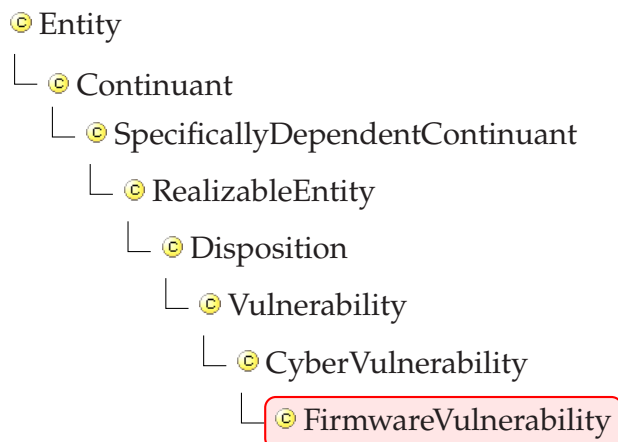 © Entity
© Continuant
© SpecificallyDependentContinuant
© RealizableEntity
© Disposition
© Vulnerability
© CyberVulnerability
© FirmwareVulnerability